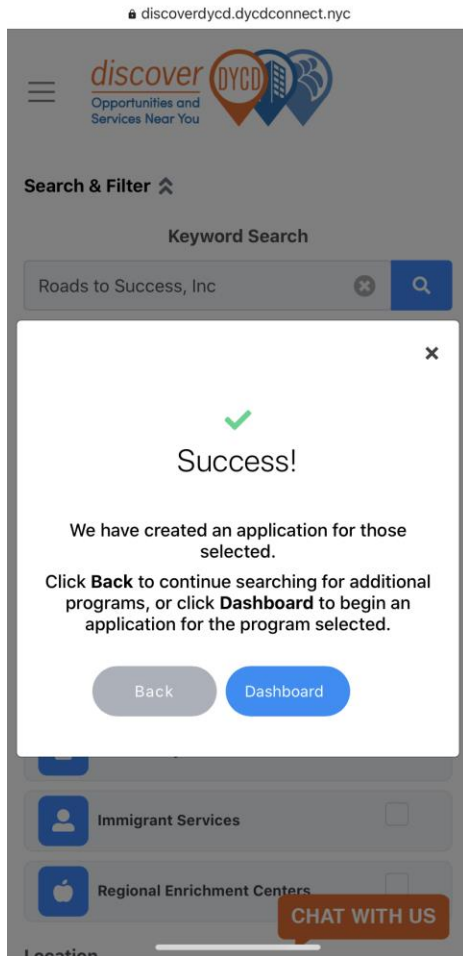 discoverdycd.dycdconnect.nyc
discover
DYCD
Opportunities and
Services Near You
Search & Filter
Keyword Search
Roads to Success, Inc
Success!
We have created an application for those
selected.
Click Back to continue searching for additional
programs, or click Dashboard to begin an
application for the program selected.
Back
Dashboard
Immigrant Services
Regional Enrichment Centers
CHAT WITH US
Location